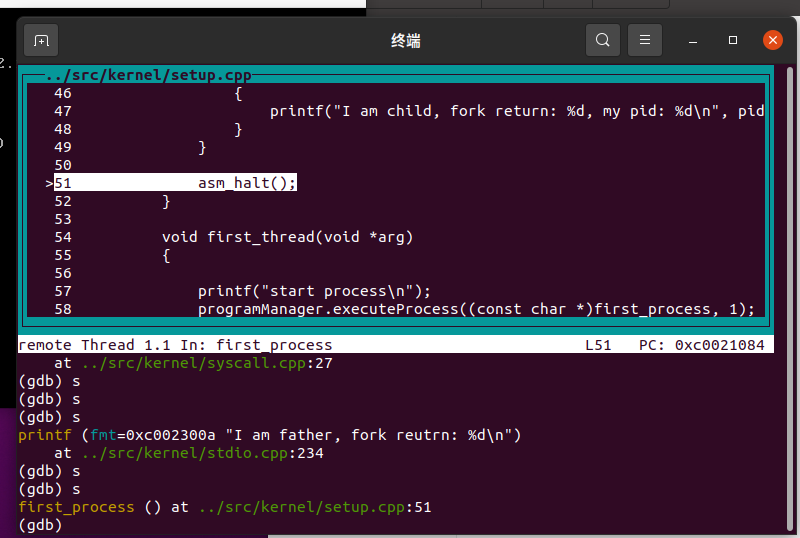 终端
2.
../src/kernel/setup.cpp
46 {
47 printf("I am child, fork return: %d, my pid: %d\n", pid
48 }
49 }
50
>51 asm_halt();
52 }
53
54 void first_thread(void *arg)
55 {
56
57 printf("start process\n");
58 programManager.executeProcess((const char *)first_process, 1);
remote Thread 1.1 In: first_process L51 PC: 0xc0021084
at ../src/kernel/syscall.cpp:27
(gdb) s
(gdb) s
(gdb) s
printf (fmt=0xc002300a "I am father, fork reutrn: %d\n")
at ../src/kernel/stdio.cpp:234
(gdb) s
(gdb) s
first_process () at ../src/kernel/setup.cpp:51
(gdb)